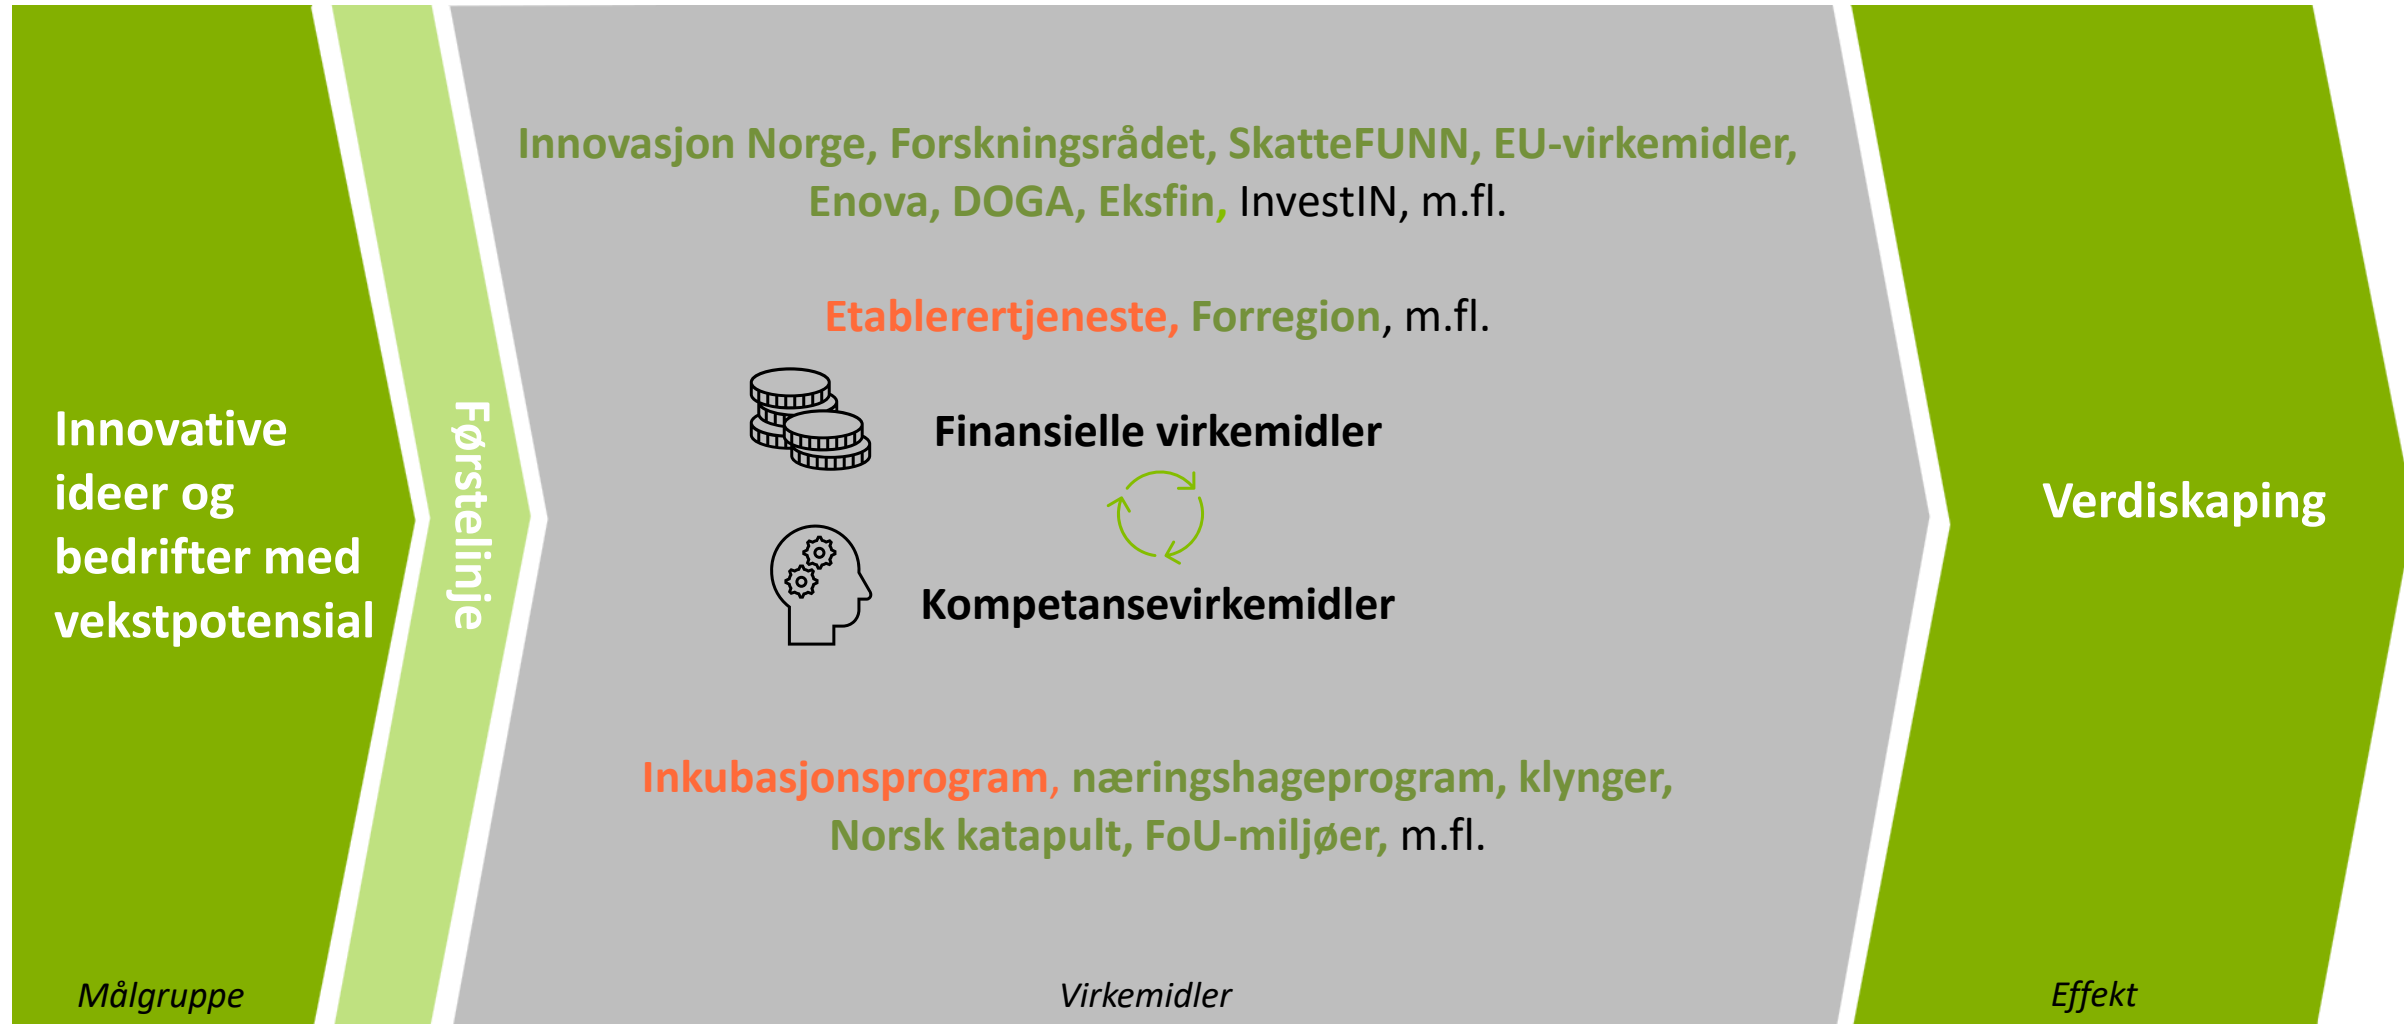 Innovasjon Norge, Forskningsrådet, SkatteFUNN, EU-virkemidler,
Enova, DOGA, Eksfin, InvestIN, m.fl.
Etablerertjeneste, Forregion, m.fl.
Innovative
ideer og
bedrifter med
vekstpotensial
Førstelinje
Finansielle virkemidler
Kompetansevirkemidler
Verdiskaping
Inkubasjonsprogram, næringshageprogram, klynger,
Norsk katapult, FoU-miljøer, m.fl.
Målgruppe
Virkemidler
Effekt